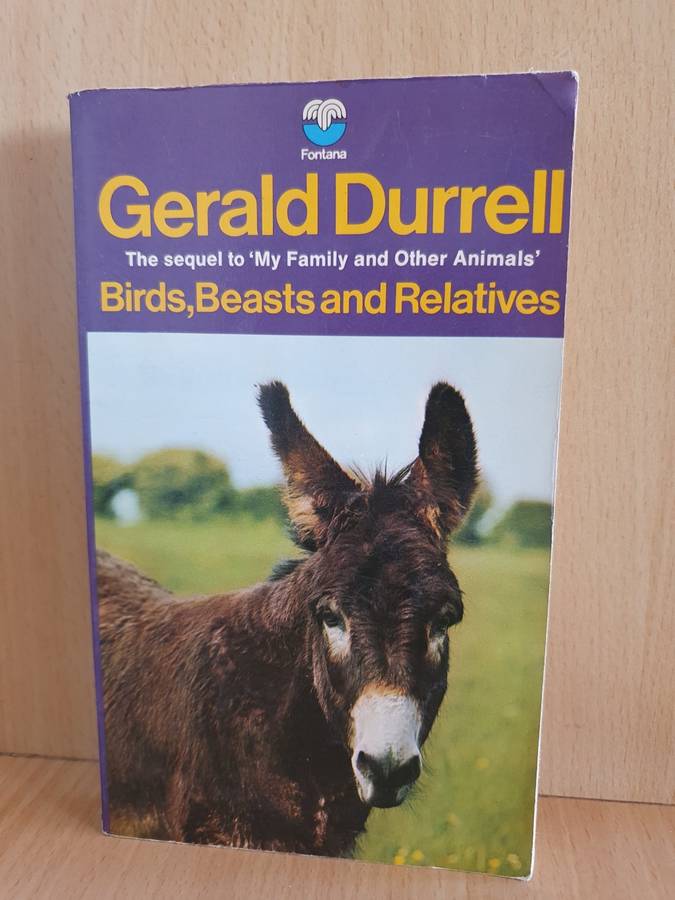 Fontana
Gerald Durrell
The sequel to ‘My Family and Other Animals’
Birds, Beasts and Relatives